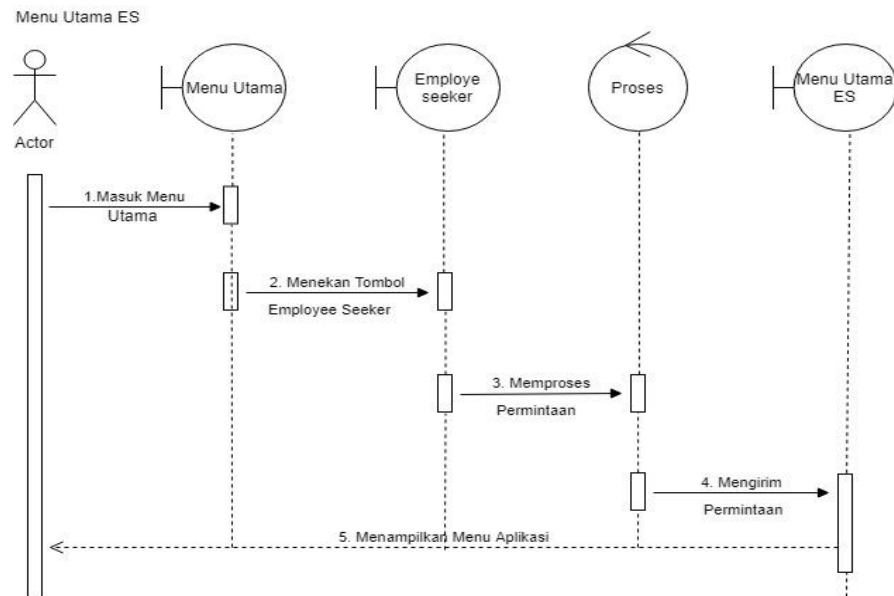 Menu Utama ES
Menu Utama
Employe
seeker
Proses
Menu Utama
ES
Actor
1.Masuk Menu
Utama
2. Menekan Tombol
Employee Seeker
3. Memproses
Permintaan
4. Mengirim
Permintaan
5. Menampilkan Menu Aplikasi